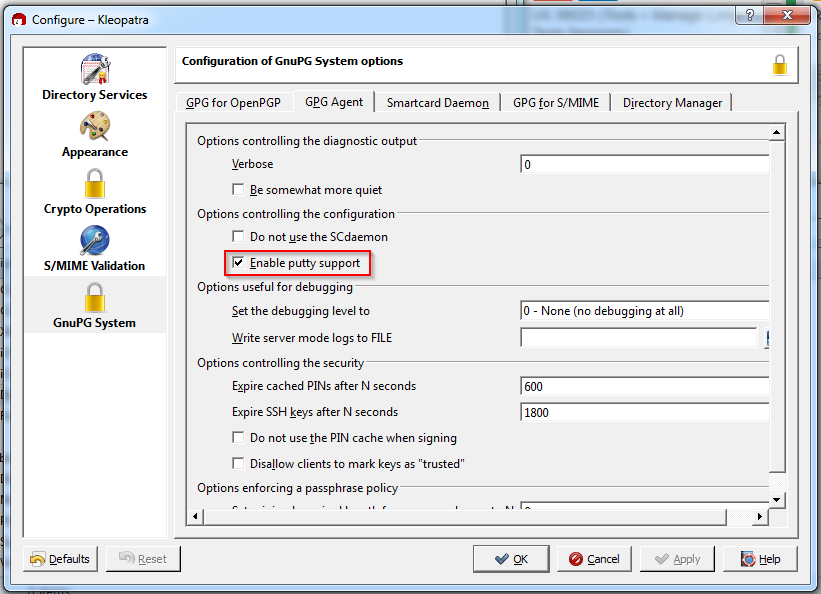 Configure – Kleopatra
?
Directory Services
Appearance
Crypto Operations
S/MIME Validation
GnuPG System
Configuration of GnuPG System options
GPG for OpenPGP GPG Agent Smartcard Daemon GPG for S/MIME Directory Manager
Options controlling the diagnostic output
Verbose 0
Be somewhat more quiet
Options controlling the configuration
Do not use the SCdaemon
Enable putty support
Options useful for debugging
Set the debugging level to 0 - None (no debugging at all)
Write server mode logs to FILE
Options controlling the security
Expire cached PINs after N seconds 600
Expire SSH keys after N seconds 1800
Do not use the PIN cache when signing
Disallow clients to mark keys as "trusted"
Options enforcing a passphrase policy
Defaults Reset OK Cancel Apply Help